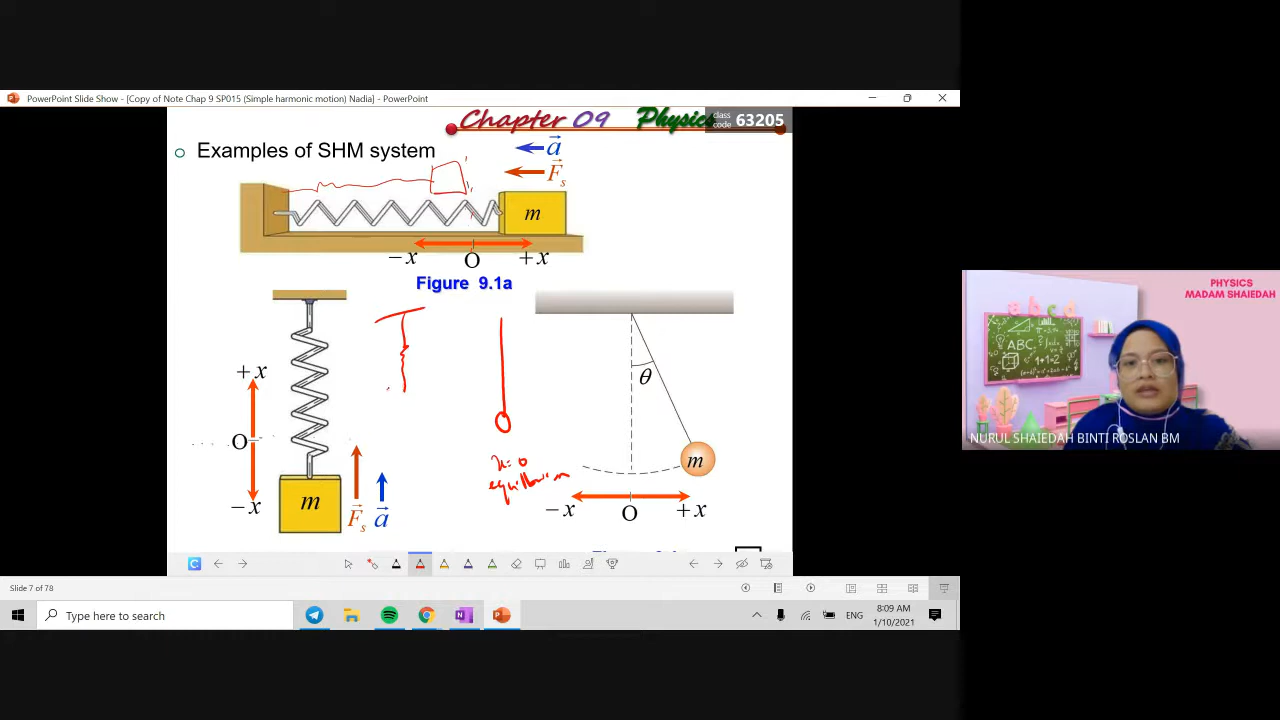 PowerPoint Slide Show - [Copy of Note Chap 9 SP015 (Simple harmonic motion) Nadia] - PowerPoint
Chapter 09 Physics
class code 63205
Examples of SHM system
a
Fs
m
−x O +x
Figure 9.1a
+x
O
−x
m
Fs a
x=0
equilibrium
θ
m
−x O +x
PHYSICS
MADAM SHAIEDAH
a b c d
ABC
1+1=2
NURUL SHAIEDAH BINTI ROSLAN BM
Slide 7 of 78
Type here to search
ENG
8:09 AM
1/10/2021